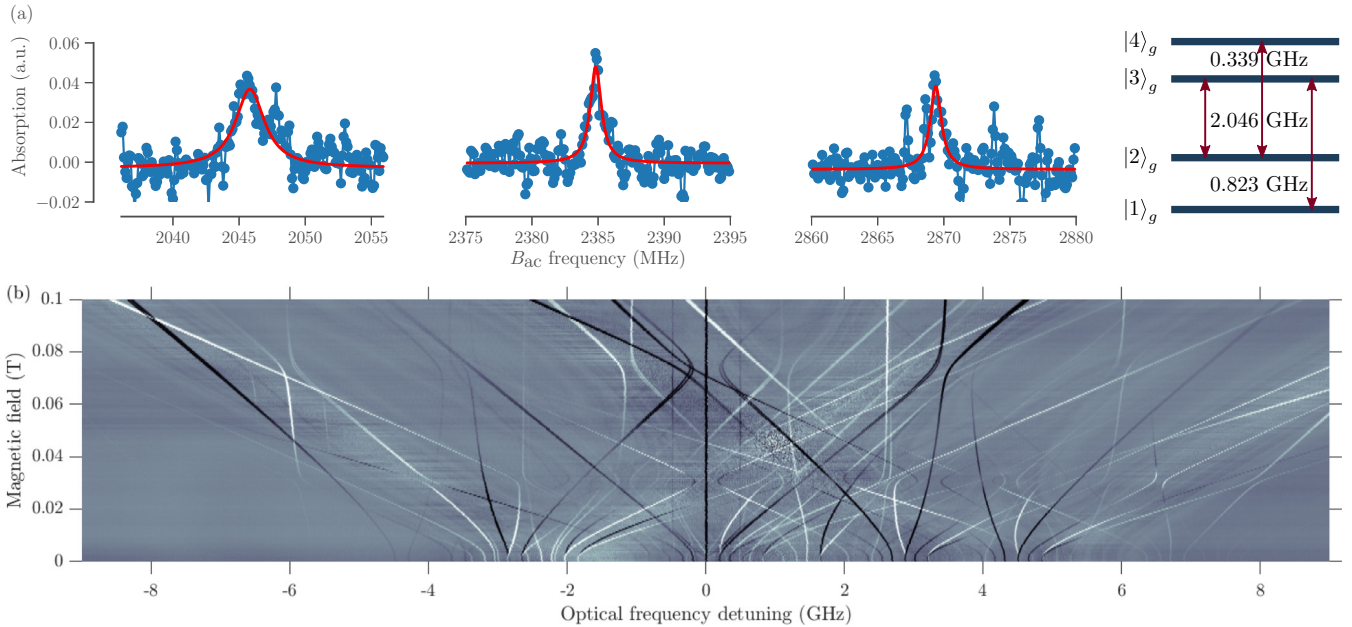 (a)
Absorption (a.u.)
0.06
0.04
0.02
0.00
−0.02
2040 2045 2050 2055
2375 2380 2385 2390 2395
2860 2865 2870 2875 2880
B_ac frequency (MHz)
|4⟩_g
0.339 GHz
|3⟩_g
2.046 GHz
|2⟩_g
0.823 GHz
|1⟩_g
(b)
Magnetic field (T)
0.1
0.08
0.06
0.04
0.02
0
-8 -6 -4 -2 0 2 4 6 8
Optical frequency detuning (GHz)